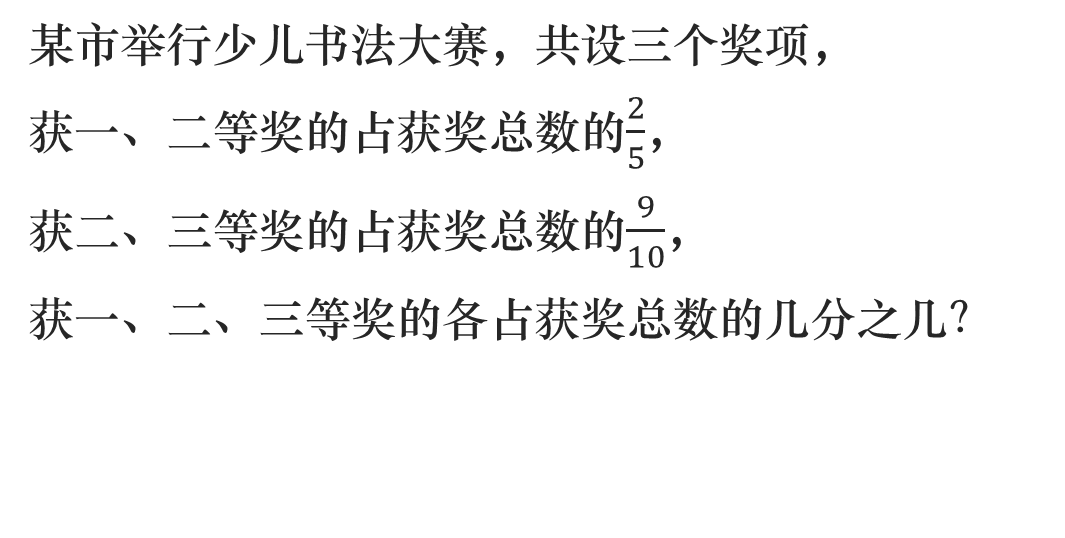 某市举行少儿书法大赛，共设三个奖项，
获一、二等奖的占获奖总数的2/5，
获二、三等奖的占获奖总数的9/10，
获一、二、三等奖的各占获奖总数的几分之几？